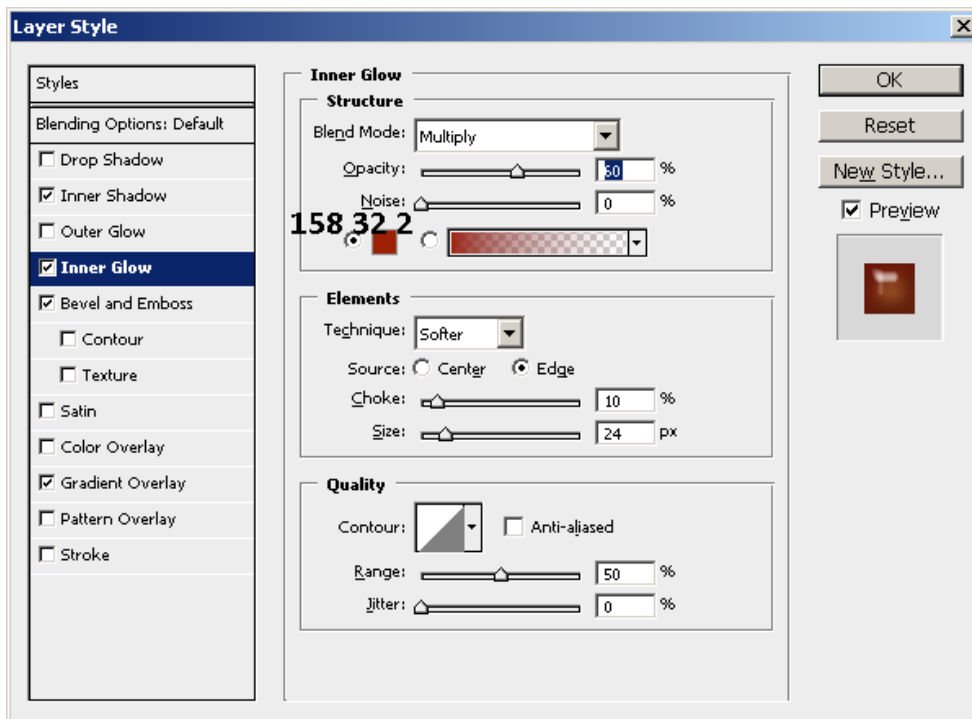 Layer Style
Styles
Blending Options: Default
Drop Shadow
Inner Shadow
Outer Glow
Inner Glow
Bevel and Emboss
Contour
Texture
Satin
Color Overlay
Gradient Overlay
Pattern Overlay
Stroke
Inner Glow
Structure
Blend Mode: Multiply
Opacity: 60 %
Noise: 0 %
158 32 2
Elements
Technique: Softer
Source: Center Edge
Choke: 10 %
Size: 24 px
Quality
Contour: Anti-aliased
Range: 50 %
Jitter: 0 %
OK
Reset
New Style...
Preview